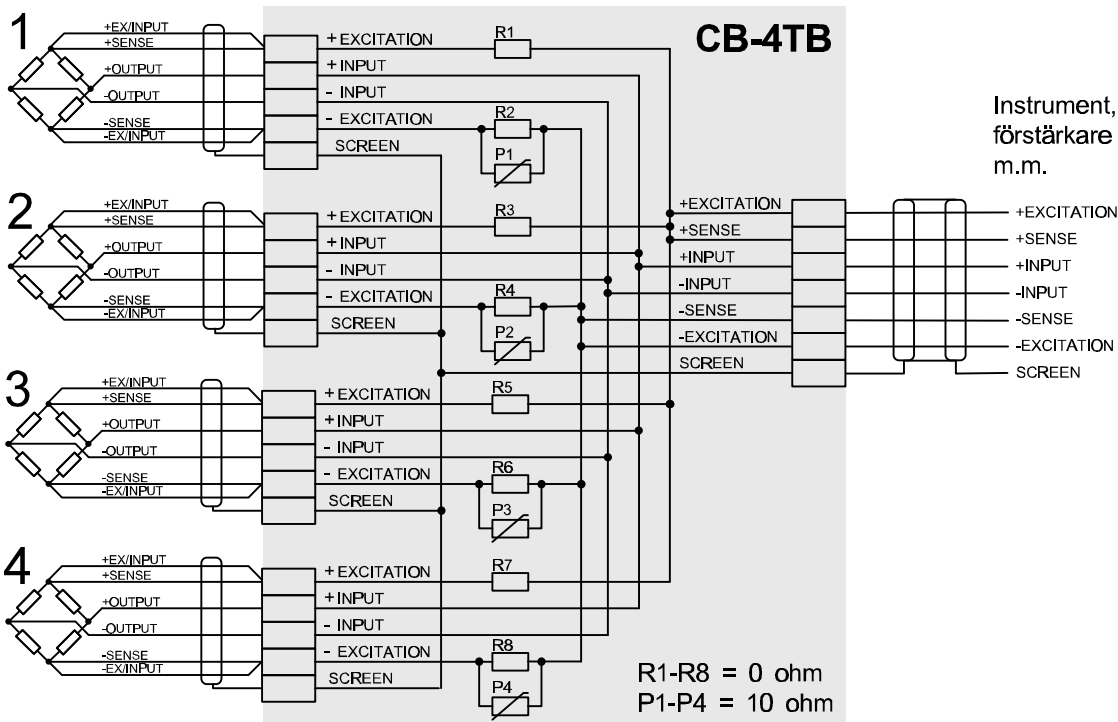 CB-4TB
1
+EX/INPUT
+SENSE
+OUTPUT
-OUTPUT
-SENSE
-EX/INPUT
+ EXCITATION
+ INPUT
- INPUT
- EXCITATION
SCREEN
R1
R2
P1
2
+EX/INPUT
+SENSE
+OUTPUT
-OUTPUT
-SENSE
-EX/INPUT
+ EXCITATION
+ INPUT
- INPUT
- EXCITATION
SCREEN
R3
R4
P2
3
+EX/INPUT
+SENSE
+OUTPUT
-OUTPUT
-SENSE
-EX/INPUT
+ EXCITATION
+ INPUT
- INPUT
- EXCITATION
SCREEN
R5
R6
P3
4
+EX/INPUT
+SENSE
+OUTPUT
-OUTPUT
-SENSE
-EX/INPUT
+ EXCITATION
+ INPUT
- INPUT
- EXCITATION
SCREEN
R7
R8
P4
+EXCITATION
+SENSE
+INPUT
-INPUT
-SENSE
-EXCITATION
SCREEN
Instrument,
förstärkare
m.m.
+EXCITATION
+SENSE
+INPUT
-INPUT
-SENSE
-EXCITATION
SCREEN
R1-R8 = 0 ohm
P1-P4 = 10 ohm